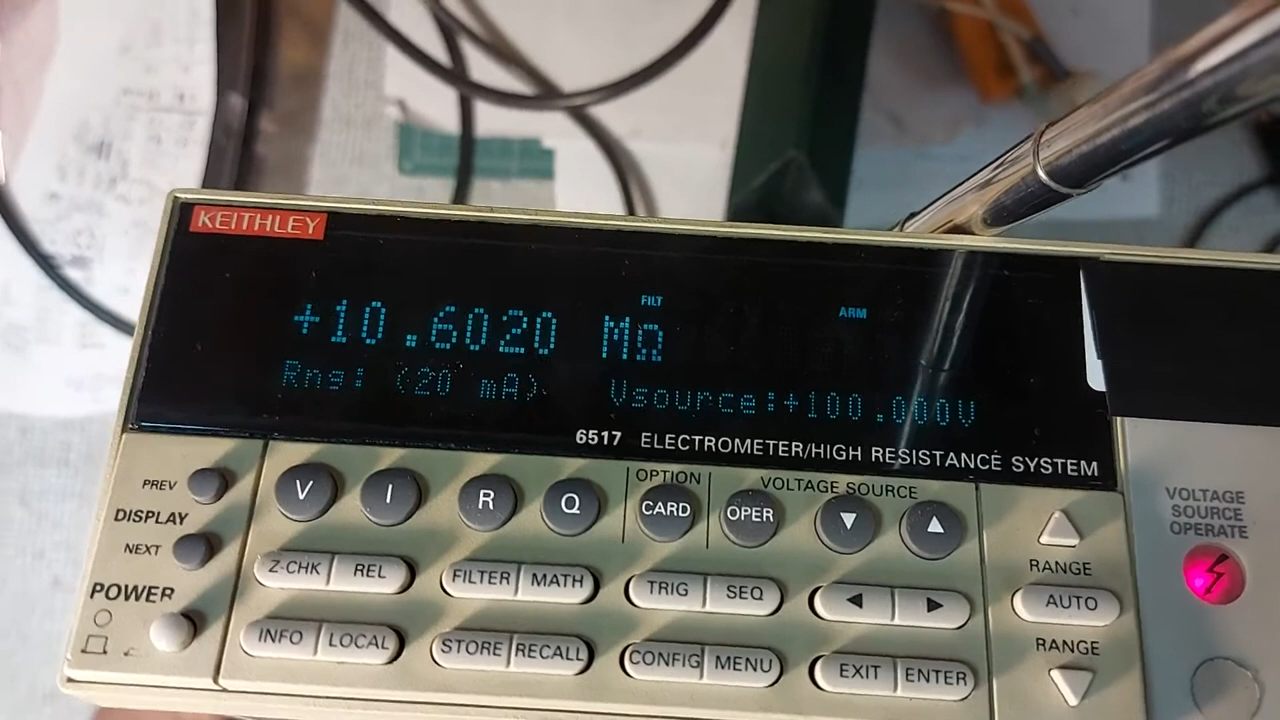 KEITHLEY
FILT
ARM
+10.6020 MΩ
Rng: (20 mA) Vsource:+100.000V
6517 ELECTROMETER/HIGH RESISTANCE SYSTEM
PREV
DISPLAY
NEXT
POWER
V I R Q
OPTION
CARD
VOLTAGE SOURCE
OPER ▼ ▲
Z-CHK REL FILTER MATH TRIG SEQ ◀ ▶
INFO LOCAL STORE RECALL CONFIG MENU EXIT ENTER
RANGE
AUTO
RANGE
VOLTAGE
SOURCE
OPERATE